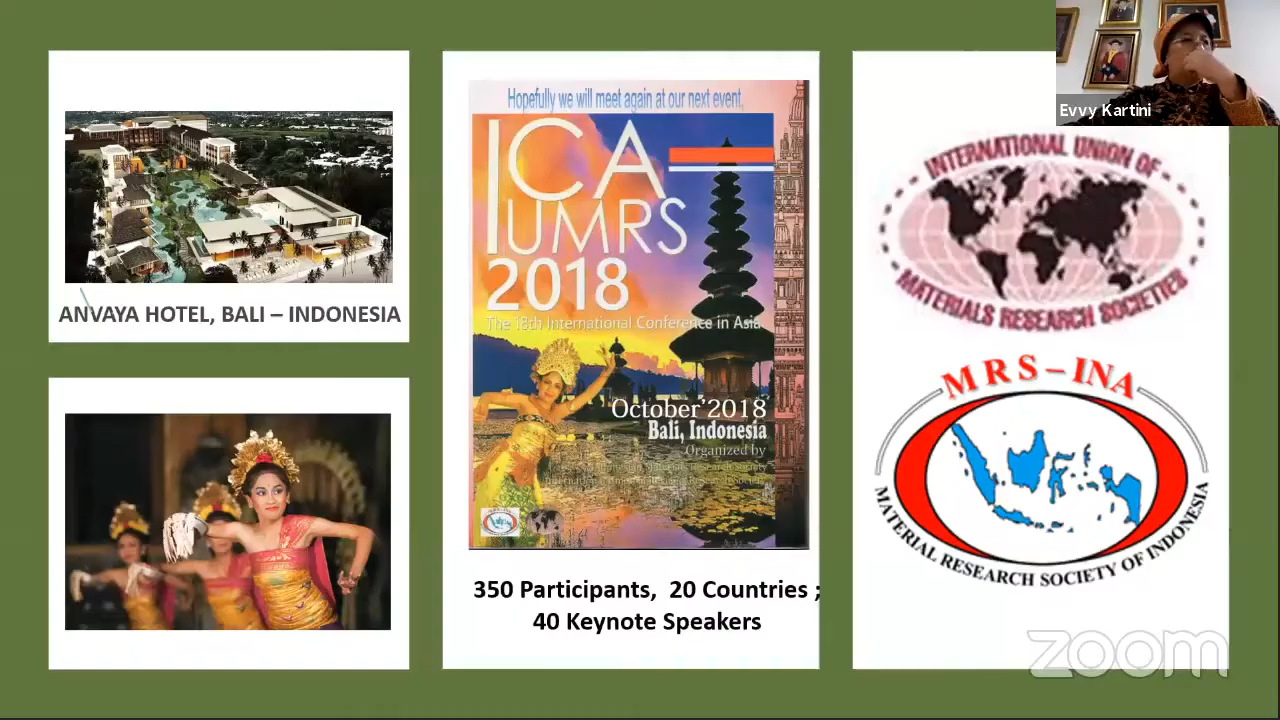 ANVAYA HOTEL, BALI – INDONESIA
Hopefully we will meet again at our next event,
ICA
IUMRS
2018
The 18th International Conference in Asia
October'2018
Bali, Indonesia
Organized by
350 Participants, 20 Countries ;
40 Keynote Speakers
Evvy Kartini
INTERNATIONAL UNION OF
MATERIALS RESEARCH SOCIETIES
MRS–INA
MATERIAL RESEARCH SOCIETY OF INDONESIA
zoom